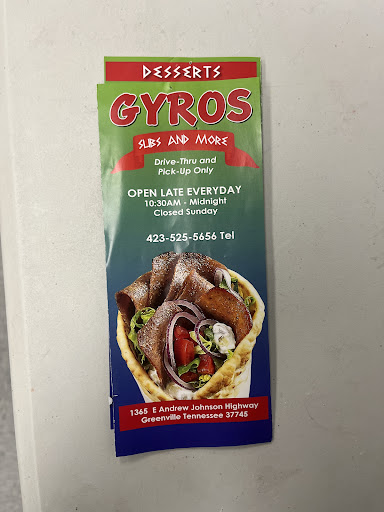 DESSERTS
GYROS
SUBS AND MORE
Drive-Thru and
Pick-Up Only
OPEN LATE EVERYDAY
10:30AM - Midnight
Closed Sunday
423-525-5656 Tel
1365 E Andrew Johnson Highway
Greenville Tennessee 37745